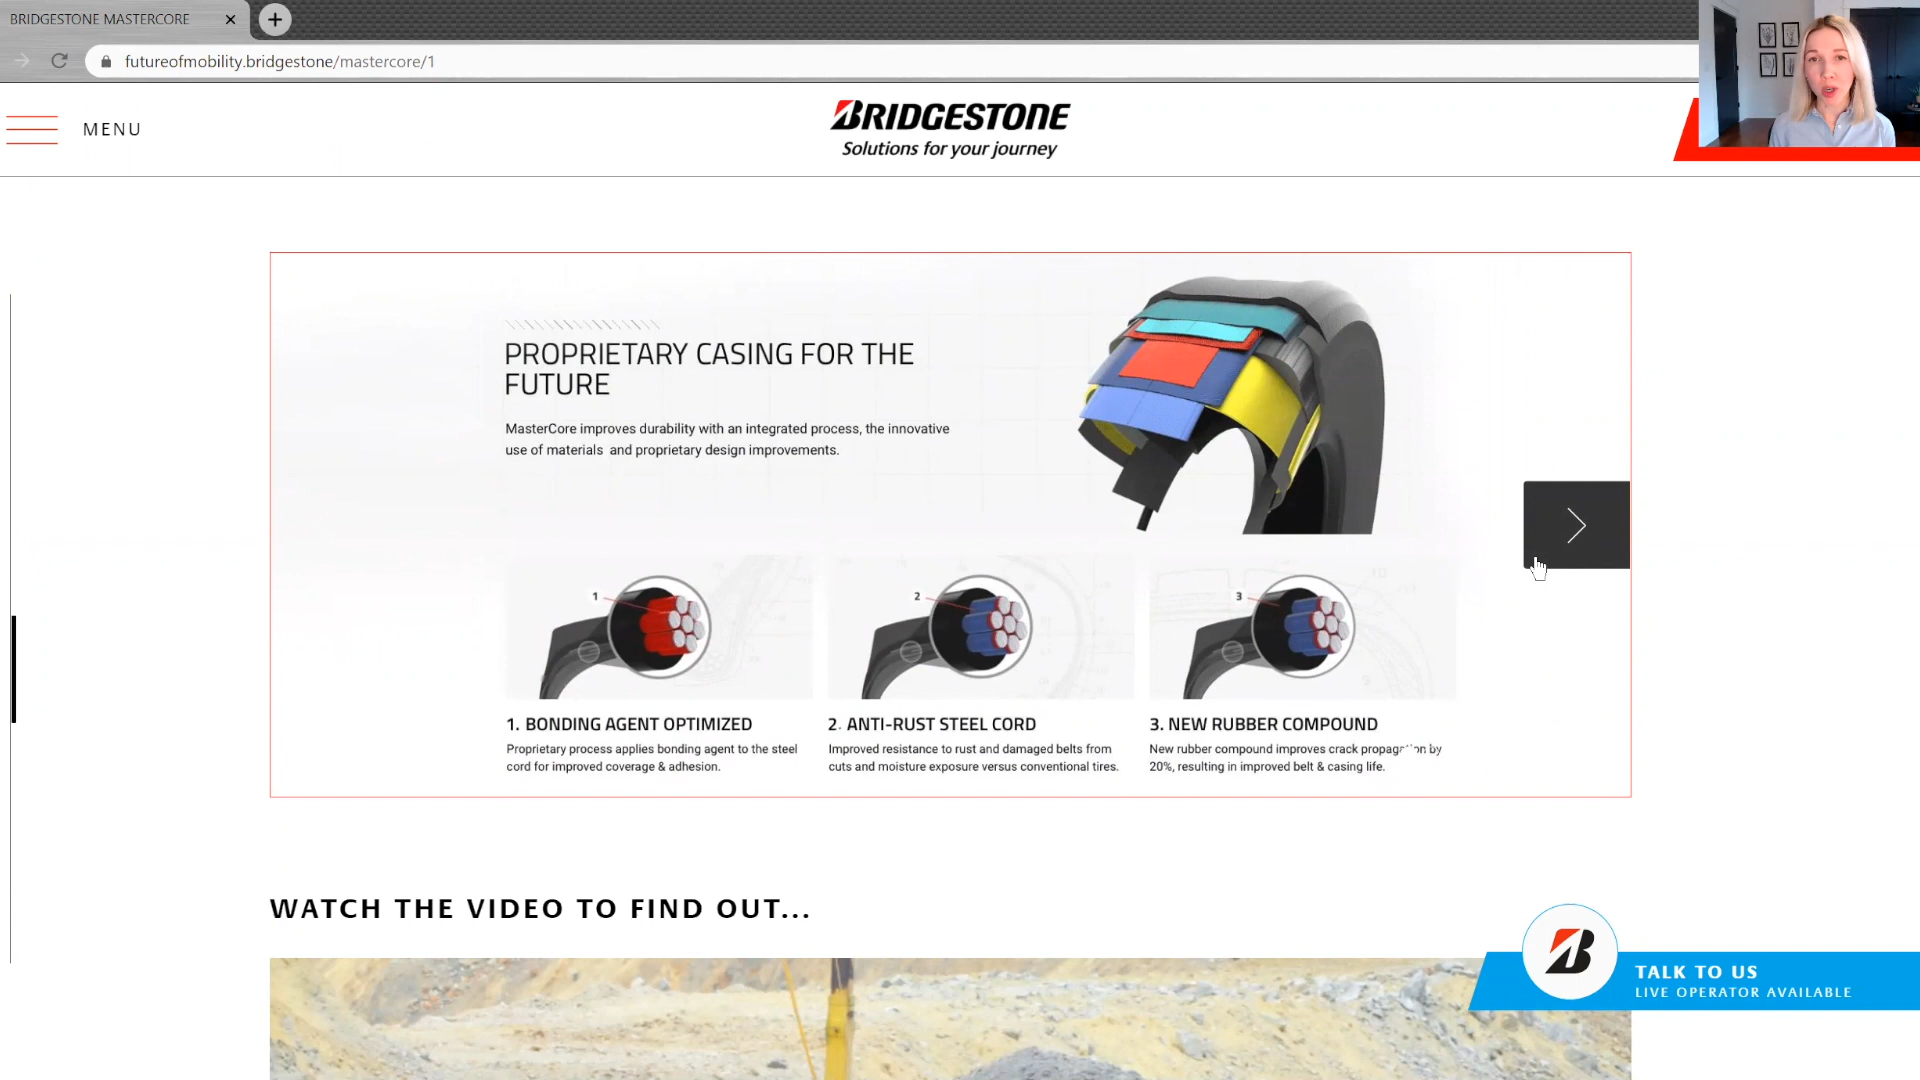 BRIDGESTONE MASTERCORE
futureofmobility.bridgestone/mastercore/1
MENU
BRIDGESTONE
Solutions for your journey
PROPRIETARY CASING FOR THE
FUTURE
MasterCore improves durability with an integrated process, the innovative
use of materials and proprietary design improvements.
1
2
3
1. BONDING AGENT OPTIMIZED
Proprietary process applies bonding agent to the steel
cord for improved coverage & adhesion.
2. ANTI-RUST STEEL CORD
Improved resistance to rust and damaged belts from
cuts and moisture exposure versus conventional tires.
3. NEW RUBBER COMPOUND
New rubber compound improves crack propagation by
20%, resulting in improved belt & casing life.
WATCH THE VIDEO TO FIND OUT...
B
TALK TO US
LIVE OPERATOR AVAILABLE